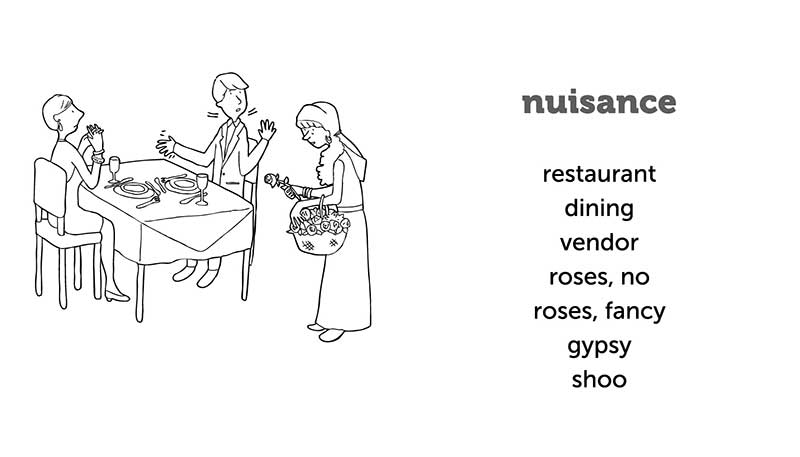 nuisance
restaurant
dining
vendor
roses, no
roses, fancy
gypsy
shoo